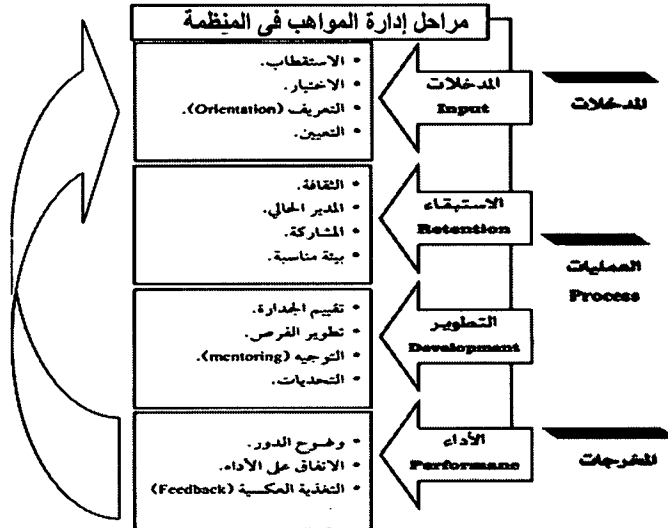 مراحل إدارة المواهب في المنظمة
المدخلات
المدخلات
Input
• الاستقطاب.
• الاختبار.
• التعريف (Orientation).
• التعيين.
العمليات
Process
الاستبقاء
Retention
• الثقافة.
• المدير الحالي.
• المشاركة.
• بيئة مناسبة.
التطوير
Development
• تقييم الجدارة.
• تطوير الفرص.
• التوجيه (mentoring).
• التحديات.
المخرجات
الأداء
Performanc
• وضوح الدور.
• الاتفاق على الأداء.
• التغذية العكسية (Feedback)